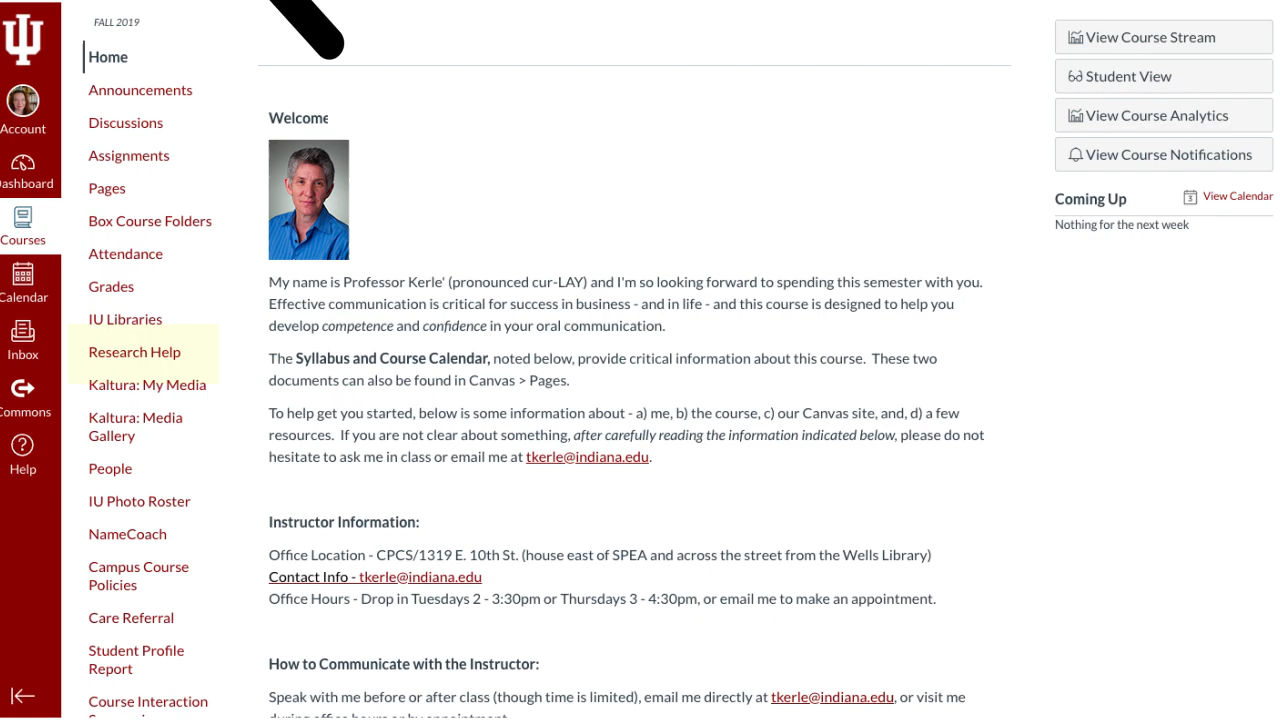 FALL 2019
Home
Announcements
Discussions
Assignments
Pages
Box Course Folders
Attendance
Grades
IU Libraries
Research Help
Kaltura: My Media
Kaltura: Media
Gallery
People
IU Photo Roster
NameCoach
Campus Course
Policies
Care Referral
Student Profile
Report
Course Interaction
Account
Dashboard
Courses
Calendar
Inbox
Commons
Help
Welcome
My name is Professor Kerle' (pronounced cur-LAY) and I'm so looking forward to spending this semester with you.
Effective communication is critical for success in business - and in life - and this course is designed to help you
develop competence and confidence in your oral communication.
The Syllabus and Course Calendar, noted below, provide critical information about this course.  These two
documents can also be found in Canvas > Pages.
To help get you started, below is some information about - a) me, b) the course, c) our Canvas site, and, d) a few
resources.  If you are not clear about something, after carefully reading the information indicated below, please do not
hesitate to ask me in class or email me at tkerle@indiana.edu.
Instructor Information:
Office Location - CPCS/1319 E. 10th St. (house east of SPEA and across the street from the Wells Library)
Contact Info - tkerle@indiana.edu
Office Hours - Drop in Tuesdays 2 - 3:30pm or Thursdays 3 - 4:30pm, or email me to make an appointment.
How to Communicate with the Instructor:
Speak with me before or after class (though time is limited), email me directly at tkerle@indiana.edu, or visit me
during office hours or by appointment.
View Course Stream
Student View
View Course Analytics
View Course Notifications
Coming Up
3
View Calendar
Nothing for the next week